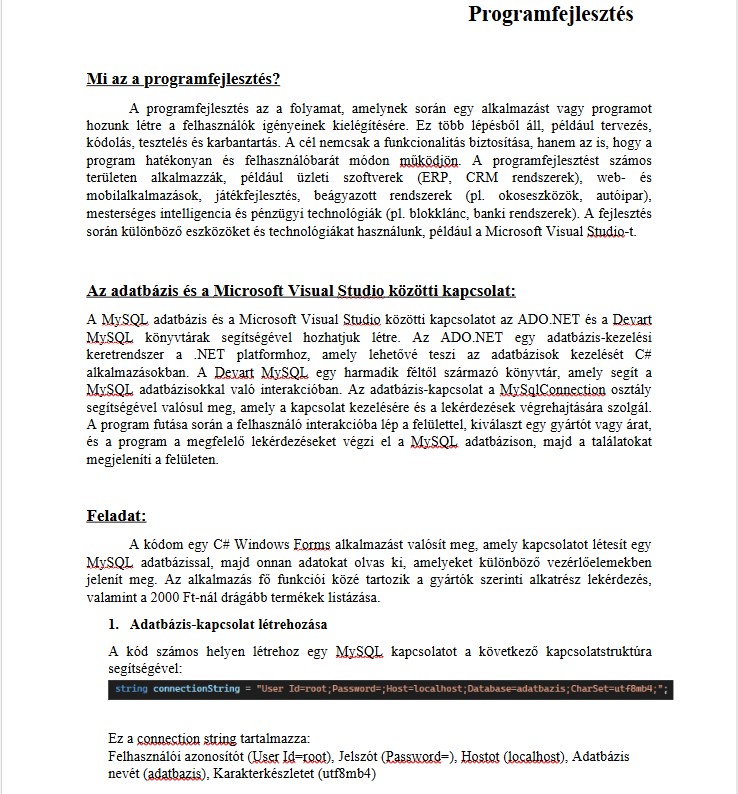 Programfejlesztés
Mi az a programfejlesztés?
A programfejlesztés az a folyamat, amelynek során egy alkalmazást vagy programot
hozunk létre a felhasználók igényeinek kielégítésére. Ez több lépésből áll, például tervezés,
kódolás, tesztelés és karbantartás. A cél nemcsak a funkcionalitás biztosítása, hanem az is, hogy a
program hatékonyan és felhasználóbarát módon működjön. A programfejlesztést számos
területen alkalmazzák, például üzleti szoftverek (ERP, CRM rendszerek), web- és
mobilalkalmazások, játékfejlesztés, beágyazott rendszerek (pl. okoseszközök, autóipar),
mesterséges intelligencia és pénzügyi technológiák (pl. blokklánc, banki rendszerek). A fejlesztés
során különböző eszközöket és technológiákat használunk, például a Microsoft Visual Studio-t.
Az adatbázis és a Microsoft Visual Studio közötti kapcsolat:
A MySQL adatbázis és a Microsoft Visual Studio közötti kapcsolatot az ADO.NET és a Devart
MySQL könyvtárak segítségével hozhatjuk létre. Az ADO.NET egy adatbázis-kezelési
keretrendszer a .NET platformhoz, amely lehetővé teszi az adatbázisok kezelését C#
alkalmazásokban. A Devart MySQL egy harmadik féltől származó könyvtár, amely segít a
MySQL adatbázisokkal való interakcióban. Az adatbázis-kapcsolat a MySqlConnection osztály
segítségével valósul meg, amely a kapcsolat kezelésére és a lekérdezések végrehajtására szolgál.
A program futása során a felhasználó interakcióba lép a felülettel, kiválaszt egy gyártót vagy árat,
és a program a megfelelő lekérdezéseket végzi el a MySQL adatbázison, majd a találatokat
megjeleníti a felületen.
Feladat:
A kódom egy C# Windows Forms alkalmazást valósít meg, amely kapcsolatot létesít egy
MySQL adatbázissal, majd onnan adatokat olvas ki, amelyeket különböző vezérlőelemekben
jelenít meg. Az alkalmazás fő funkciói közé tartozik a gyártók szerinti alkatrész lekérdezés,
valamint a 2000 Ft-nál drágább termékek listázása.
1. Adatbázis-kapcsolat létrehozása
A kód számos helyen létrehoz egy MySQL kapcsolatot a következő kapcsolatstruktúra
segítségével:
string connectionString = "User Id=root;Password=;Host=localhost;Database=adatbazis;CharSet=utf8mb4;";
Ez a connection string tartalmazza:
Felhasználói azonosítót (User Id=root), Jelszót (Password=), Hostot (localhost), Adatbázis
nevét (adatbazis), Karakterkészletet (utf8mb4)